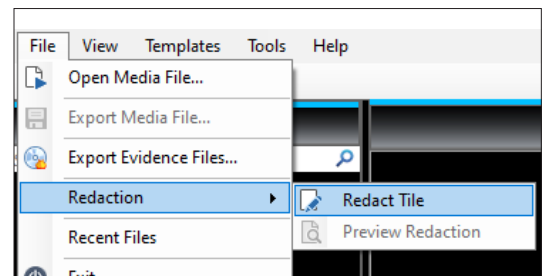 File View Templates Tools Help
Open Media File...
Export Media File...
Export Evidence Files...
Redaction
Redact Tile
Preview Redaction
Recent Files
Exit